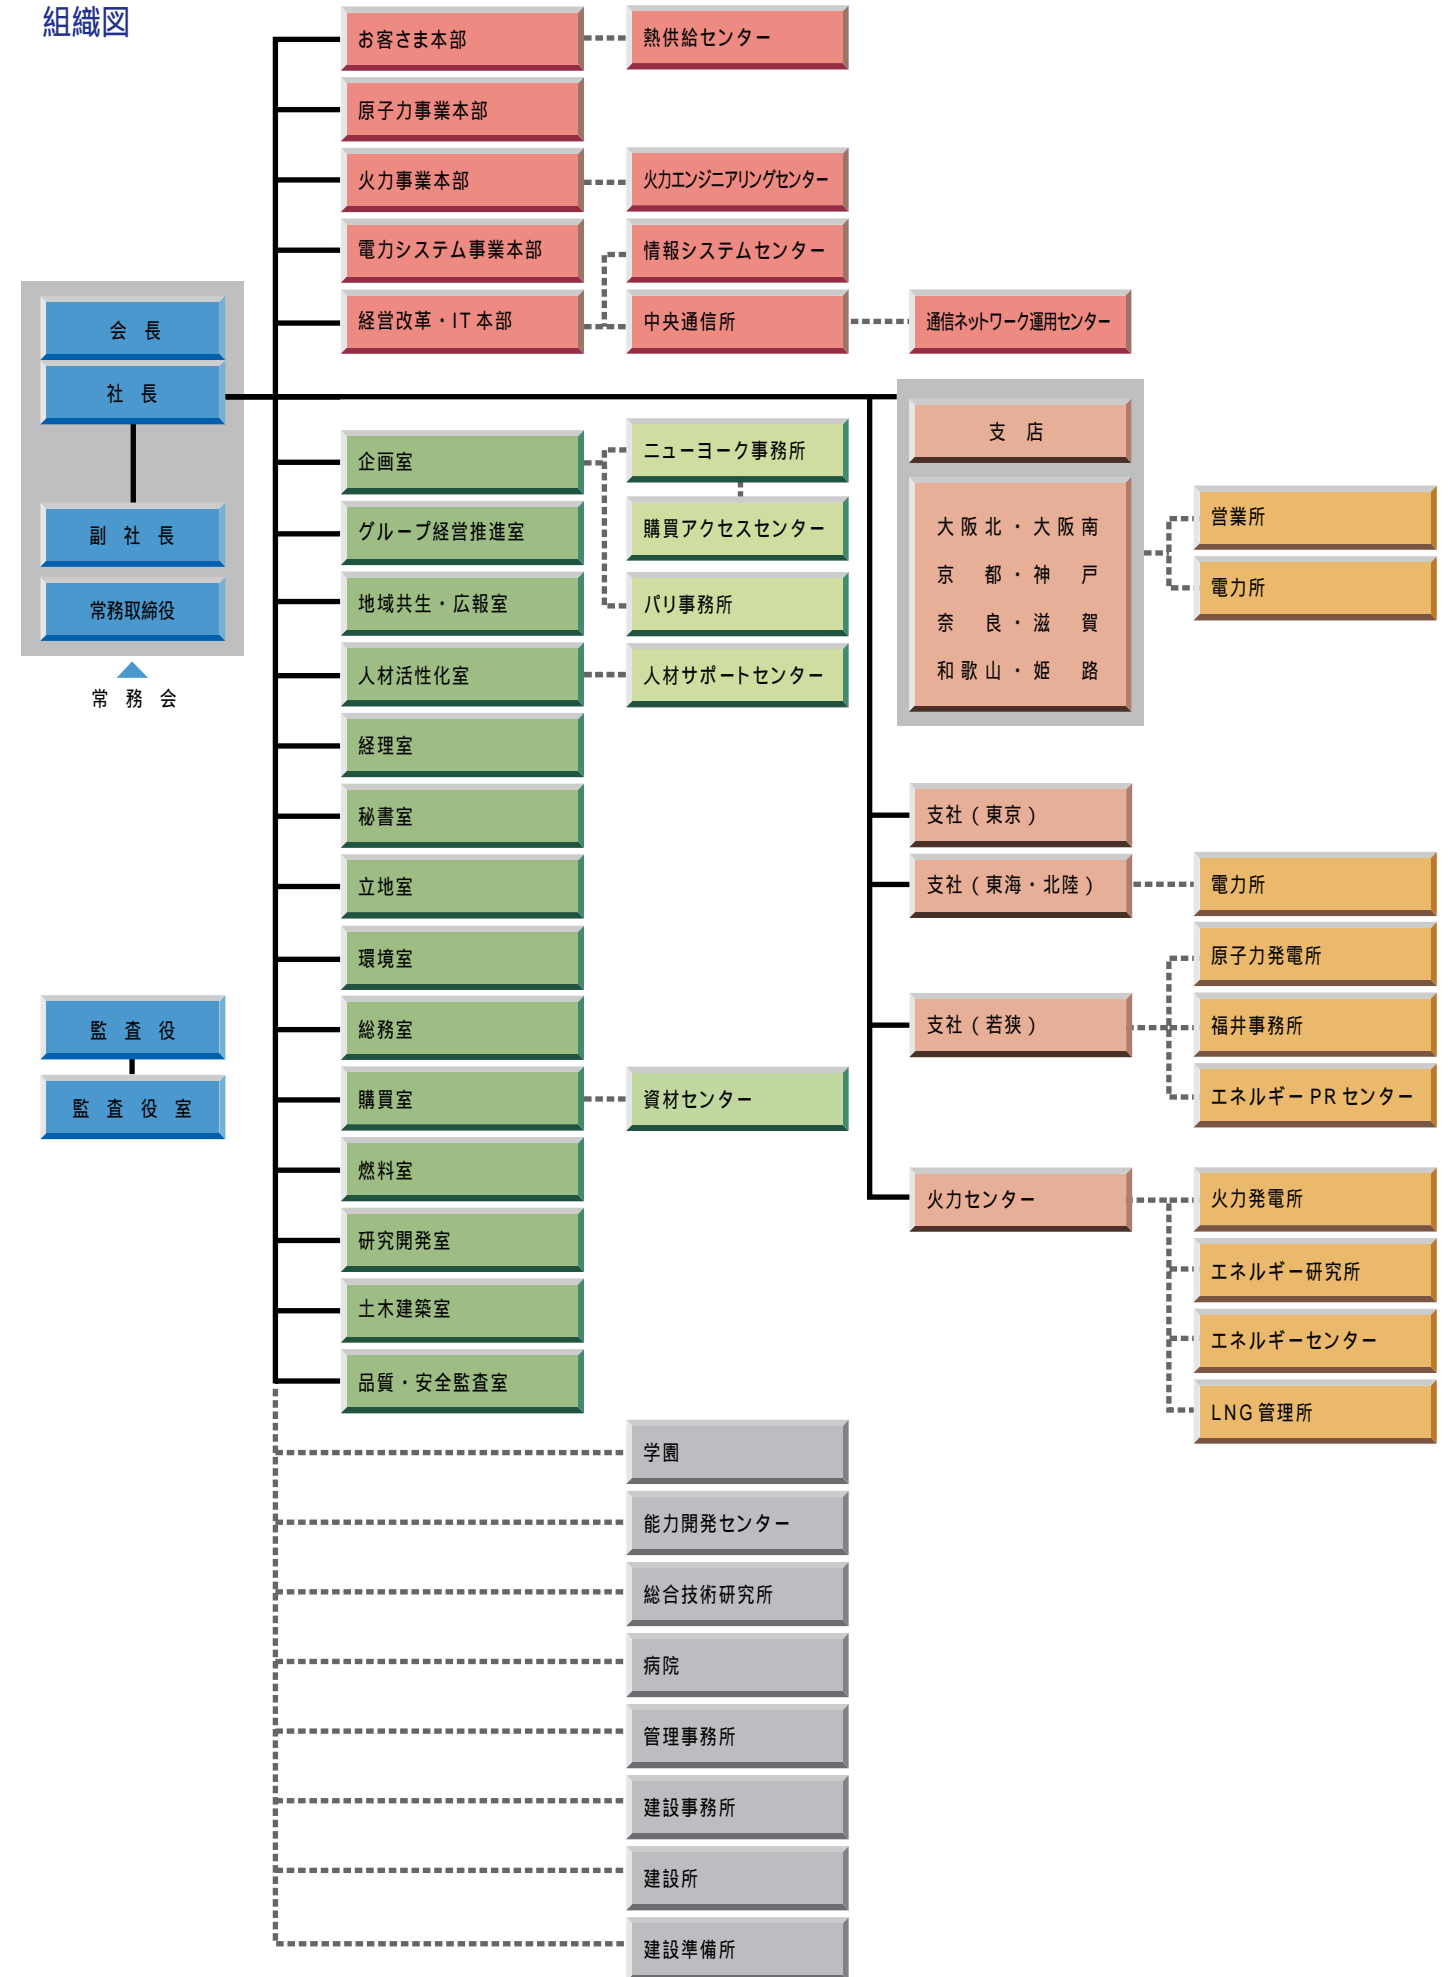 組織図
お客さま本部
熱供給センター
原子力事業本部
火力事業本部
火力エンジニアリングセンター
電力システム事業本部
情報システムセンター
経営改革・IT本部
中央通信所
通信ネットワーク運用センター
会長
社長
副社長
常務取締役
常務会
監査役
監査役室
企画室
ニューヨーク事務所
購買アクセスセンター
パリ事務所
グループ経営推進室
地域共生・広報室
人材活性化室
人材サポートセンター
経理室
秘書室
立地室
環境室
総務室
購買室
資材センター
燃料室
研究開発室
土木建築室
品質・安全監査室
支店
大阪北・大阪南
京都・神戸
奈良・滋賀
和歌山・姫路
営業所
電力所
支社(東京)
支社(東海・北陸)
電力所
支社(若狭)
原子力発電所
福井事務所
エネルギーPRセンター
火力センター
火力発電所
エネルギー研究所
エネルギーセンター
LNG管理所
学園
能力開発センター
総合技術研究所
病院
管理事務所
建設事務所
建設所
建設準備所